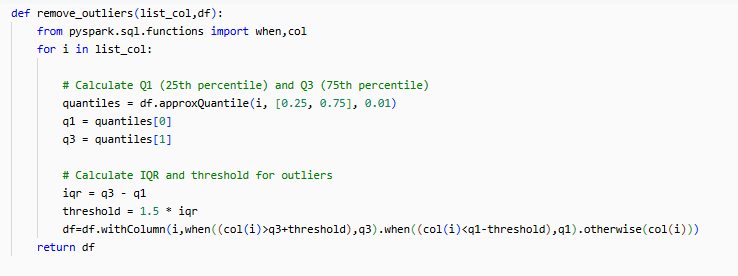 def remove_outliers(list_col,df):
    from pyspark.sql.functions import when,col
    for i in list_col:
        # Calculate Q1 (25th percentile) and Q3 (75th percentile)
        quantiles = df.approxQuantile(i, [0.25, 0.75], 0.01)
        q1 = quantiles[0]
        q3 = quantiles[1]
        # Calculate IQR and threshold for outliers
        iqr = q3 - q1
        threshold = 1.5 * iqr
        df=df.withColumn(i,when((col(i)>q3+threshold),q3).when((col(i)<q1-threshold),q1).otherwise(col(i)))
    return df